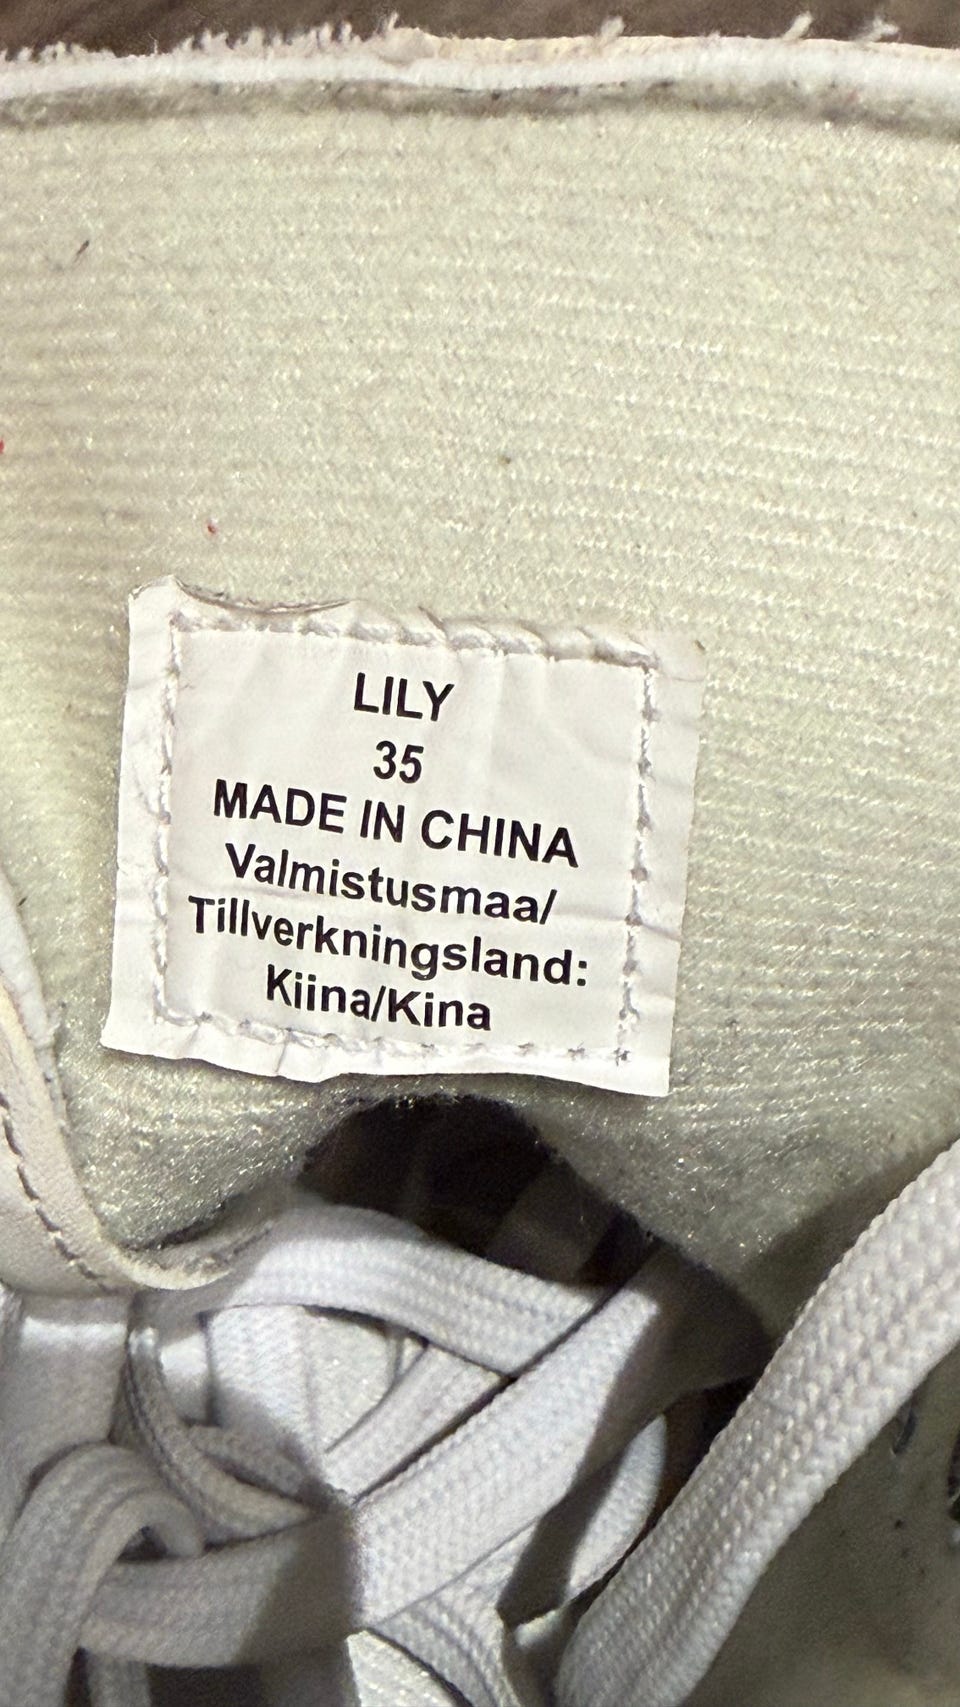 LILY
35
MADE IN CHINA
Valmistusmaa/
Tillverkningsland:
Kiina/Kina